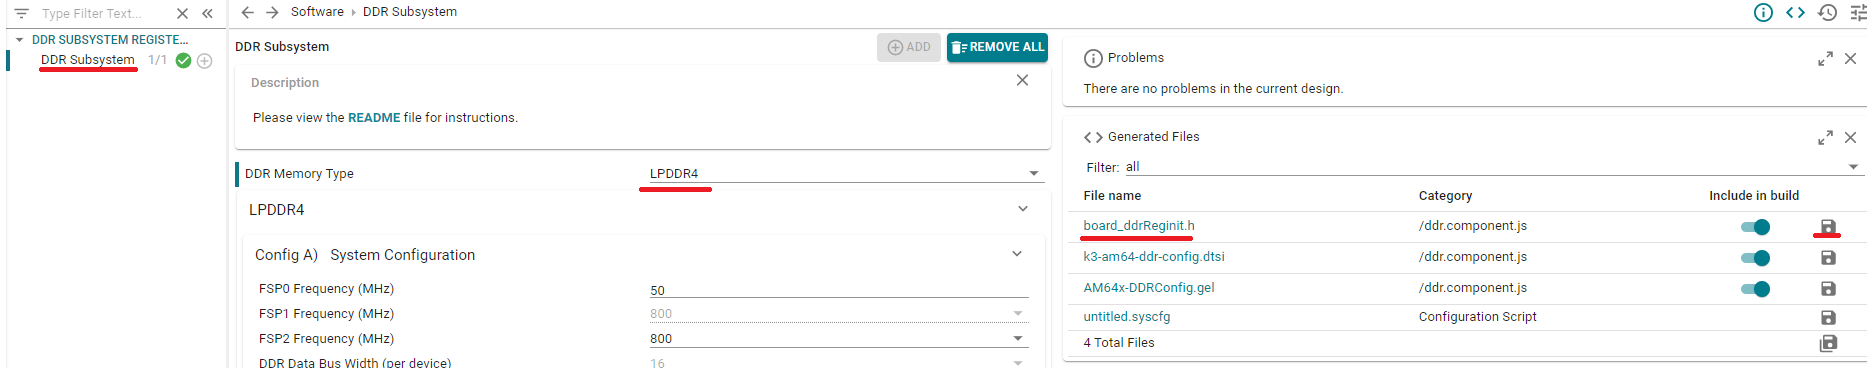 Type Filter Text...
DDR SUBSYSTEM REGISTE...
DDR Subsystem 1/1
Software › DDR Subsystem
DDR Subsystem
ADD
REMOVE ALL
Description
Please view the README file for instructions.
DDR Memory Type LPDDR4
LPDDR4
Config A) System Configuration
FSP0 Frequency (MHz) 50
FSP1 Frequency (MHz) 800
FSP2 Frequency (MHz) 800
DDR Data Bus Width (per device) 16
Problems
There are no problems in the current design.
Generated Files
Filter: all
File name Category Include in build
board_ddrReginit.h /ddr.component.js
k3-am64-ddr-config.dtsi /ddr.component.js
AM64x-DDRConfig.gel /ddr.component.js
untitled.syscfg Configuration Script
4 Total Files